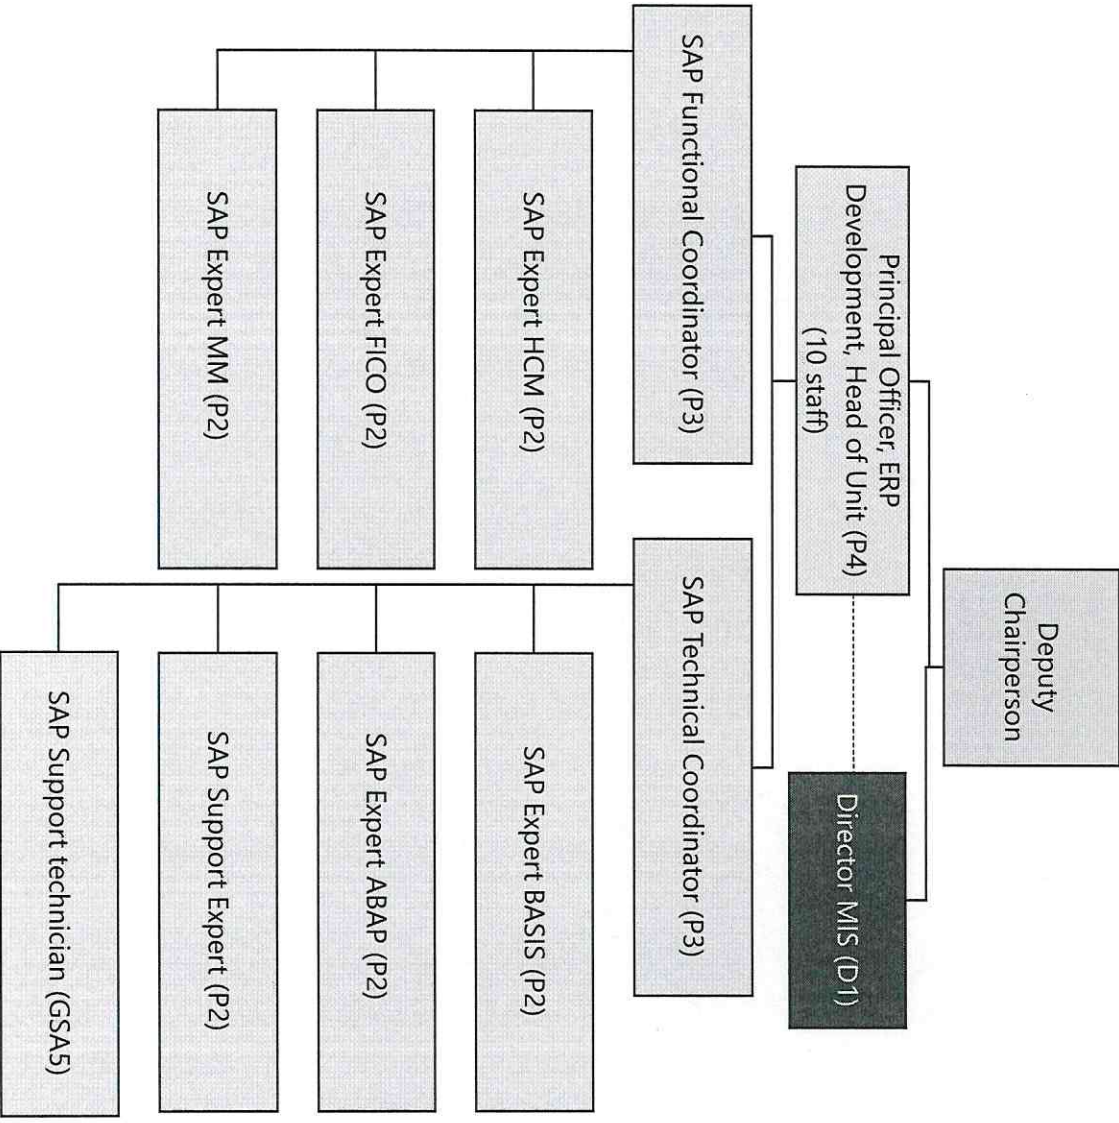 Deputy
Chairperson
Principal Officer, ERP
Development, Head of Unit (P4)
(10 staff)
Director MIS (D1)
SAP Functional Coordinator (P3)
SAP Technical Coordinator (P3)
SAP Expert HCM (P2)
SAP Expert FICO (P2)
SAP Expert MM (P2)
SAP Expert BASIS (P2)
SAP Expert ABAP (P2)
SAP Support Expert (P2)
SAP Support technician (GSA5)